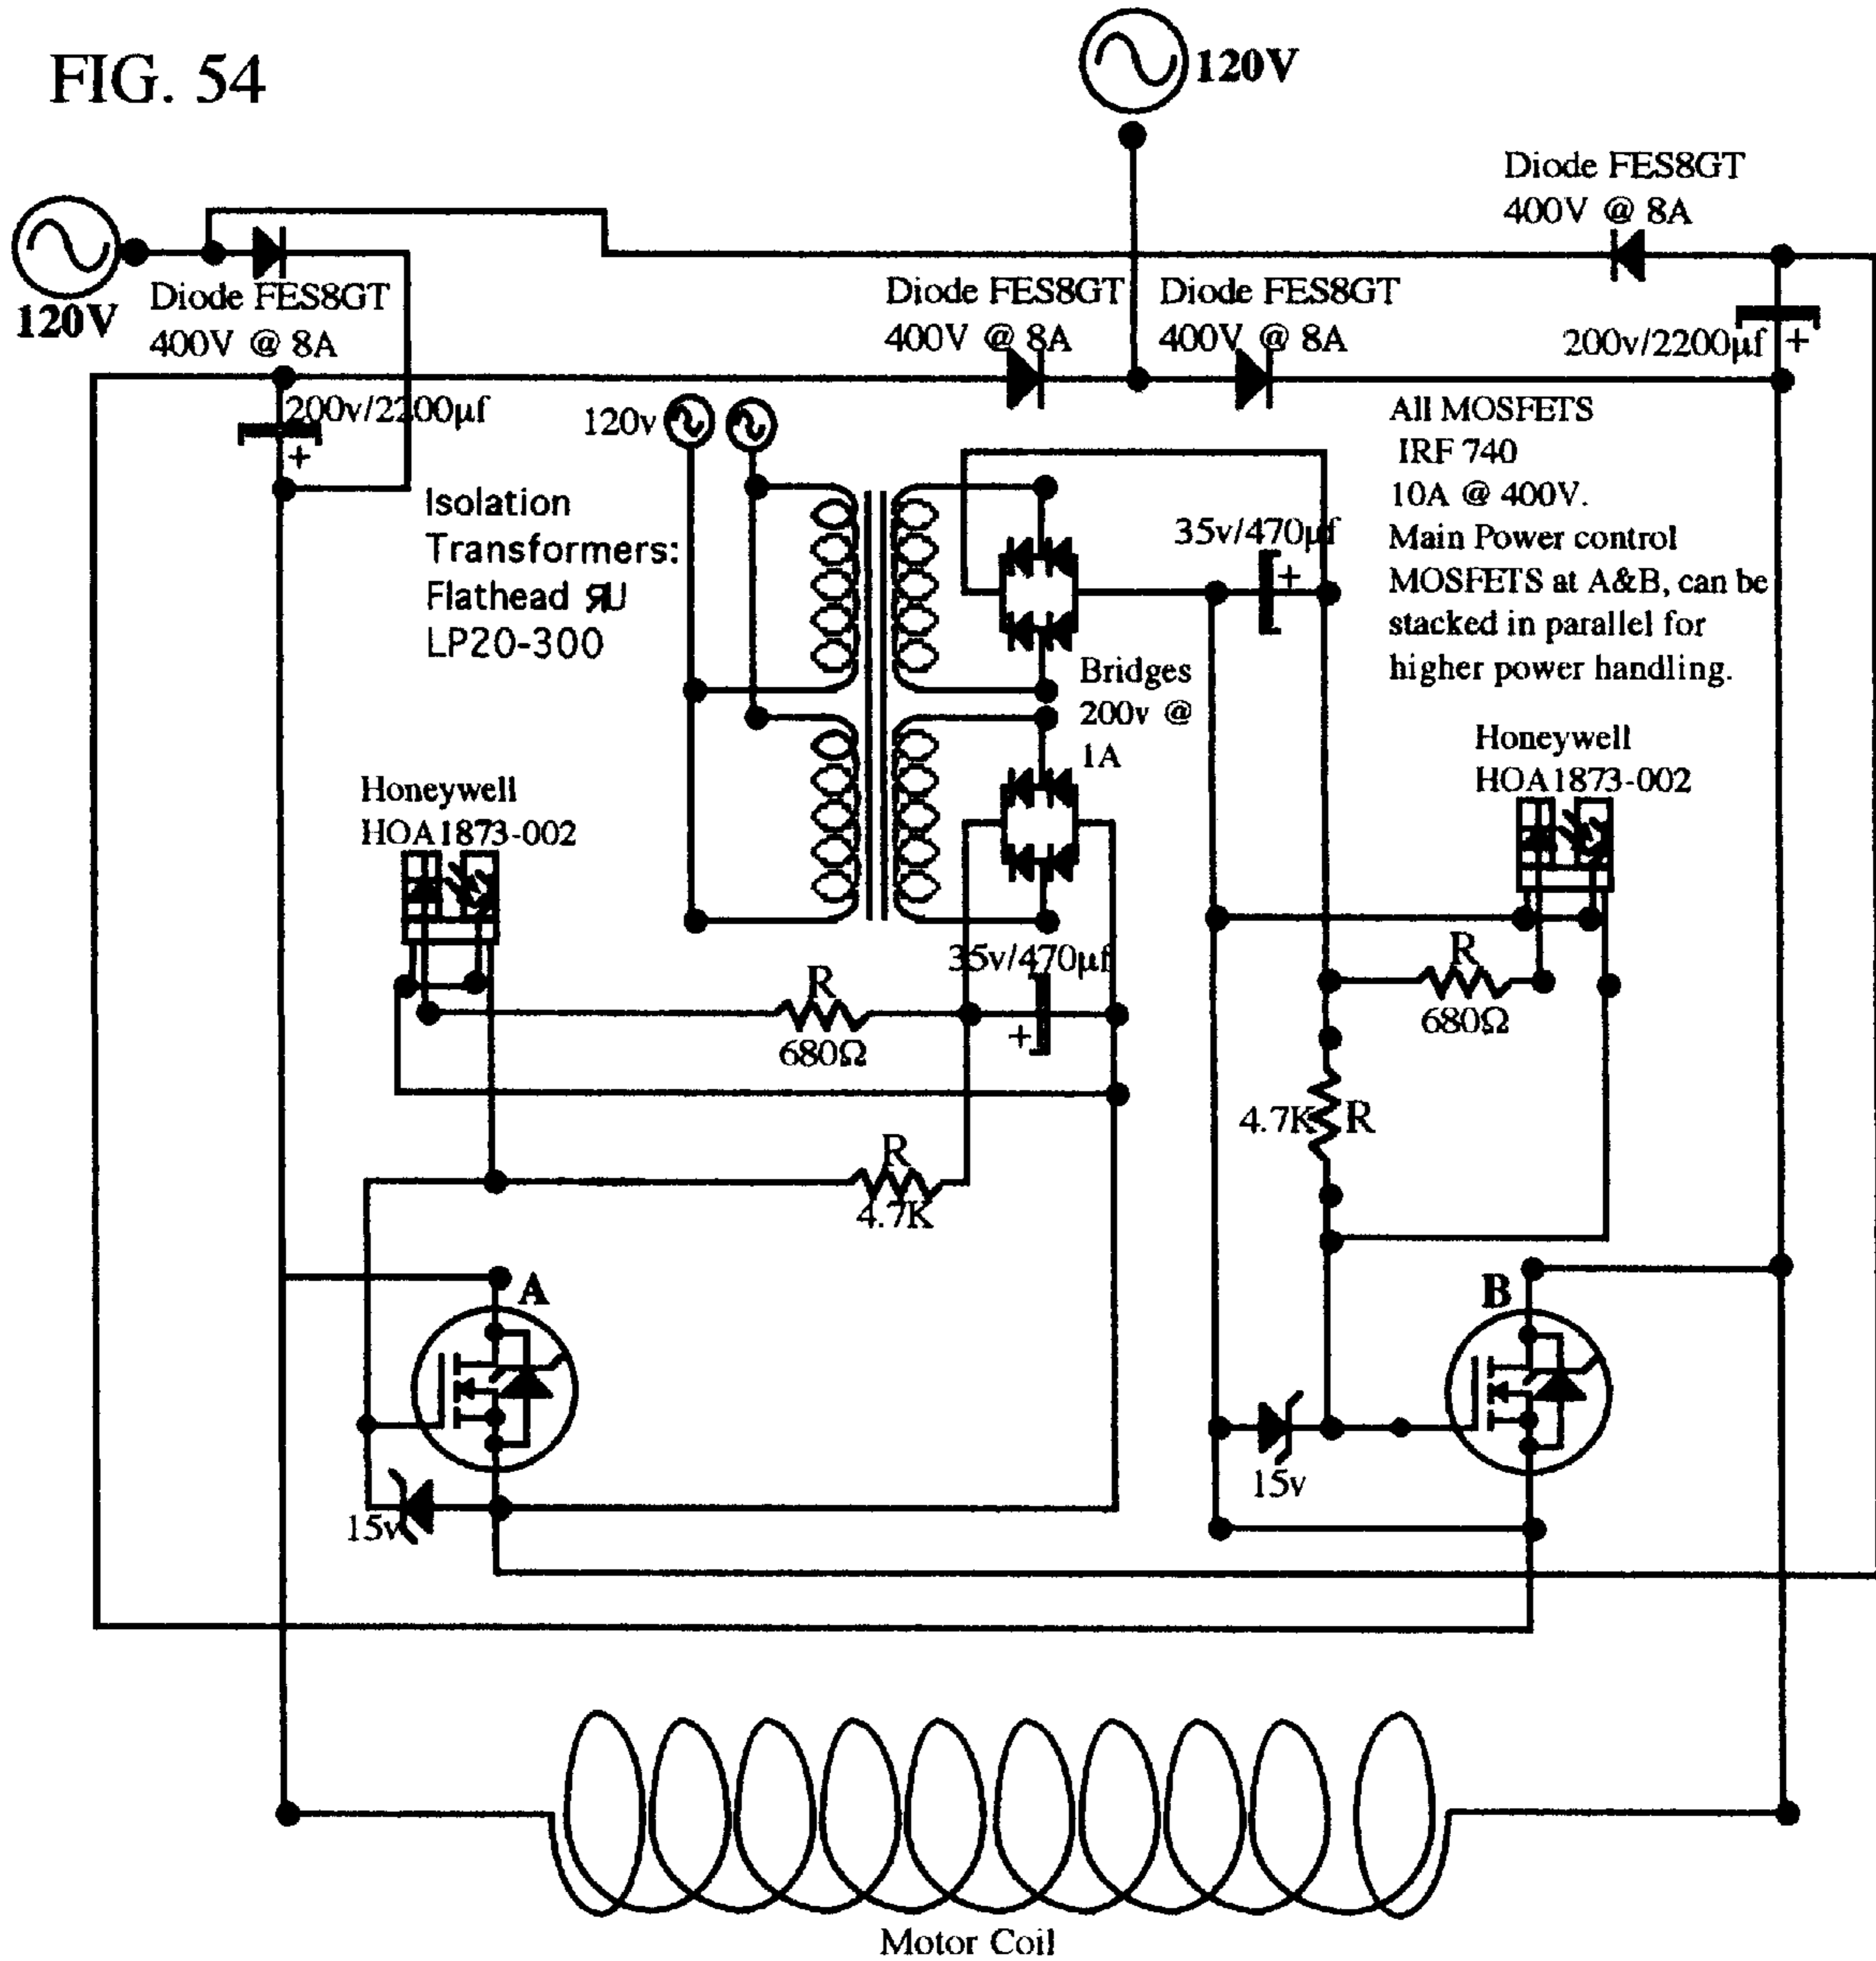 FIG. 54
120V
Diode FES8GT
400V @ 8A
120V
Diode FES8GT
400V @ 8A
Diode FES8GT
400V @ 8A
Diode FES8GT
400V @ 8A
200v/2200µf
+
200v/2200µf
+
120v
All MOSFETS
IRF 740
10A @ 400V.
Main Power control
MOSFETS at A&B, can be
stacked in parallel for
higher power handling.
Isolation
Transformers:
Flathead ЯU
LP20-300
35v/470µf
+
Bridges
200v @
1A
Honeywell
HOA1873-002
Honeywell
HOA1873-002
35v/470µf
+
R
680Ω
R
680Ω
4.7K R
R
4.7K
A
B
15v
15v
Motor Coil